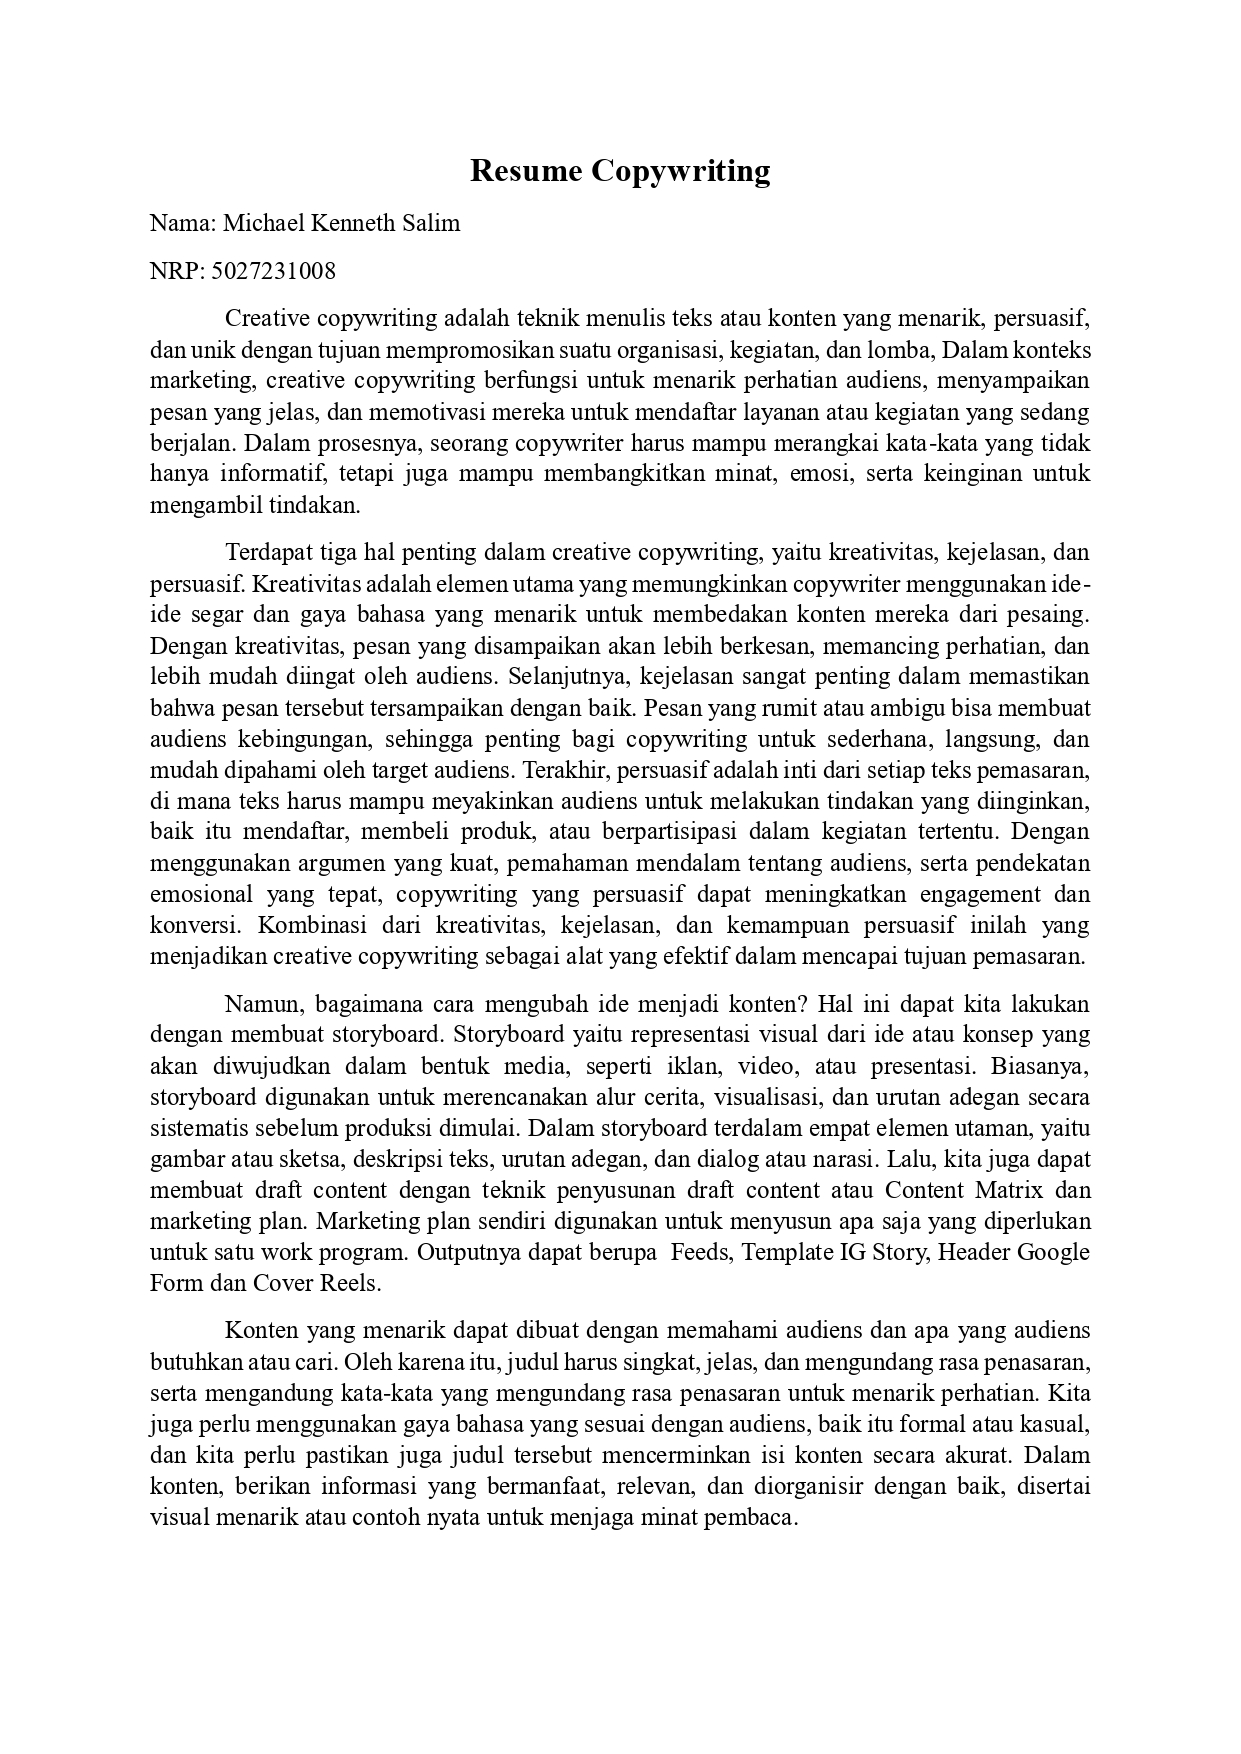 Resume Copywriting
Nama: Michael Kenneth Salim
NRP: 5027231008
Creative copywriting adalah teknik menulis teks atau konten yang menarik, persuasif,
dan unik dengan tujuan mempromosikan suatu organisasi, kegiatan, dan lomba, Dalam konteks
marketing, creative copywriting berfungsi untuk menarik perhatian audiens, menyampaikan
pesan yang jelas, dan memotivasi mereka untuk mendaftar layanan atau kegiatan yang sedang
berjalan. Dalam prosesnya, seorang copywriter harus mampu merangkai kata-kata yang tidak
hanya informatif, tetapi juga mampu membangkitkan minat, emosi, serta keinginan untuk
mengambil tindakan.
Terdapat tiga hal penting dalam creative copywriting, yaitu kreativitas, kejelasan, dan
persuasif. Kreativitas adalah elemen utama yang memungkinkan copywriter menggunakan ide-
ide segar dan gaya bahasa yang menarik untuk membedakan konten mereka dari pesaing.
Dengan kreativitas, pesan yang disampaikan akan lebih berkesan, memancing perhatian, dan
lebih mudah diingat oleh audiens. Selanjutnya, kejelasan sangat penting dalam memastikan
bahwa pesan tersebut tersampaikan dengan baik. Pesan yang rumit atau ambigu bisa membuat
audiens kebingungan, sehingga penting bagi copywriting untuk sederhana, langsung, dan
mudah dipahami oleh target audiens. Terakhir, persuasif adalah inti dari setiap teks pemasaran,
di mana teks harus mampu meyakinkan audiens untuk melakukan tindakan yang diinginkan,
baik itu mendaftar, membeli produk, atau berpartisipasi dalam kegiatan tertentu. Dengan
menggunakan argumen yang kuat, pemahaman mendalam tentang audiens, serta pendekatan
emosional yang tepat, copywriting yang persuasif dapat meningkatkan engagement dan
konversi. Kombinasi dari kreativitas, kejelasan, dan kemampuan persuasif inilah yang
menjadikan creative copywriting sebagai alat yang efektif dalam mencapai tujuan pemasaran.
Namun, bagaimana cara mengubah ide menjadi konten? Hal ini dapat kita lakukan
dengan membuat storyboard. Storyboard yaitu representasi visual dari ide atau konsep yang
akan diwujudkan dalam bentuk media, seperti iklan, video, atau presentasi. Biasanya,
storyboard digunakan untuk merencanakan alur cerita, visualisasi, dan urutan adegan secara
sistematis sebelum produksi dimulai. Dalam storyboard terdalam empat elemen utaman, yaitu
gambar atau sketsa, deskripsi teks, urutan adegan, dan dialog atau narasi. Lalu, kita juga dapat
membuat draft content dengan teknik penyusunan draft content atau Content Matrix dan
marketing plan. Marketing plan sendiri digunakan untuk menyusun apa saja yang diperlukan
untuk satu work program. Outputnya dapat berupa  Feeds, Template IG Story, Header Google
Form dan Cover Reels.
Konten yang menarik dapat dibuat dengan memahami audiens dan apa yang audiens
butuhkan atau cari. Oleh karena itu, judul harus singkat, jelas, dan mengundang rasa penasaran,
serta mengandung kata-kata yang mengundang rasa penasaran untuk menarik perhatian. Kita
juga perlu menggunakan gaya bahasa yang sesuai dengan audiens, baik itu formal atau kasual,
dan kita perlu pastikan juga judul tersebut mencerminkan isi konten secara akurat. Dalam
konten, berikan informasi yang bermanfaat, relevan, dan diorganisir dengan baik, disertai
visual menarik atau contoh nyata untuk menjaga minat pembaca.